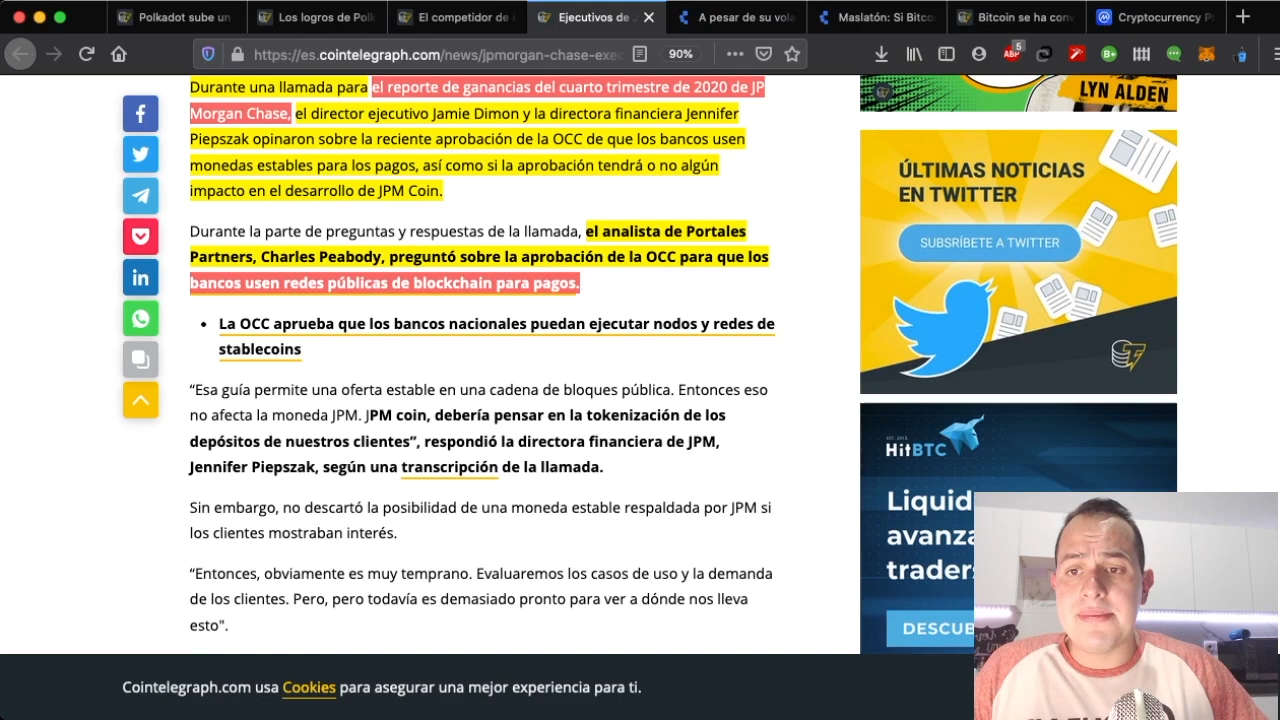 Polkadot sube un
Los logros de Polk
El competidor de
Ejecutivos de J
A pesar de su vola
Maslatón: Si Bitco
Bitcoin se ha conv
Cryptocurrency Pr
https://es.cointelegraph.com/news/jpmorgan-chase-exec
90%
ABP
5
B+
Durante una llamada para el reporte de ganancias del cuarto trimestre de 2020 de JP
Morgan Chase, el director ejecutivo Jamie Dimon y la directora financiera Jennifer
Piepszak opinaron sobre la reciente aprobación de la OCC de que los bancos usen
monedas estables para los pagos, así como si la aprobación tendrá o no algún
impacto en el desarrollo de JPM Coin.
Durante la parte de preguntas y respuestas de la llamada, el analista de Portales
Partners, Charles Peabody, preguntó sobre la aprobación de la OCC para que los
bancos usen redes públicas de blockchain para pagos.
• La OCC aprueba que los bancos nacionales puedan ejecutar nodos y redes de
stablecoins
“Esa guía permite una oferta estable en una cadena de bloques pública. Entonces eso
no afecta la moneda JPM. JPM coin, debería pensar en la tokenización de los
depósitos de nuestros clientes”, respondió la directora financiera de JPM,
Jennifer Piepszak, según una transcripción de la llamada.
Sin embargo, no descartó la posibilidad de una moneda estable respaldada por JPM si
los clientes mostraban interés.
“Entonces, obviamente es muy temprano. Evaluaremos los casos de uso y la demanda
de los clientes. Pero, pero todavía es demasiado pronto para ver a dónde nos lleva
esto".
LYN ALDEN
ÚLTIMAS NOTICIAS
EN TWITTER
SUBSRÍBETE A TWITTER
HitBTC
Liquid
avanza
traders
DESCUB
Cointelegraph.com usa Cookies para asegurar una mejor experiencia para ti.